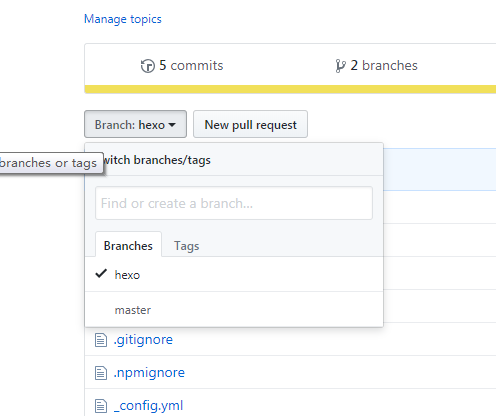 Manage topics
5 commits
2 branches
Branch: hexo
New pull request
branches or tags
witch branches/tags
Find or create a branch...
Branches
Tags
hexo
master
.gitignore
.npmignore
_config.yml